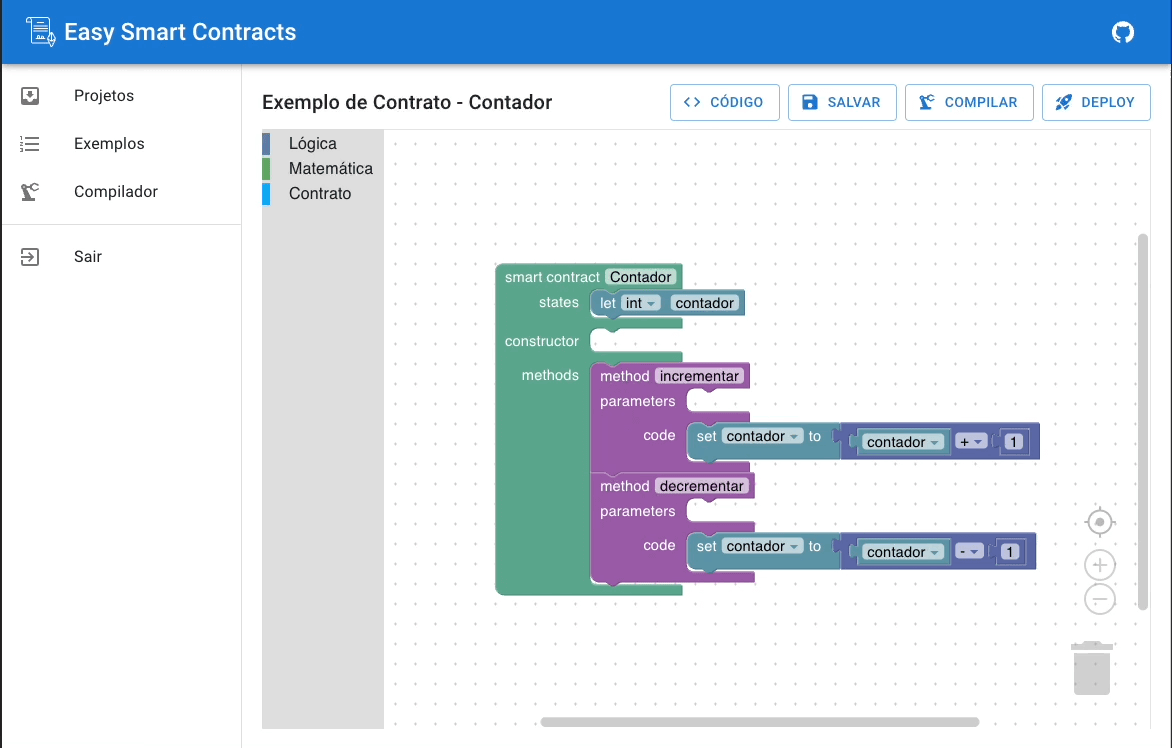 Easy Smart Contracts
Projetos
Exemplos
Compilador
Sair
Exemplo de Contrato - Contador
<> CÓDIGO
SALVAR
COMPILAR
DEPLOY
Lógica
Matemática
Contrato
smart contract Contador
states let int contador
constructor
methods method incrementar
parameters
code set contador to contador + 1
method decrementar
parameters
code set contador to contador - 1